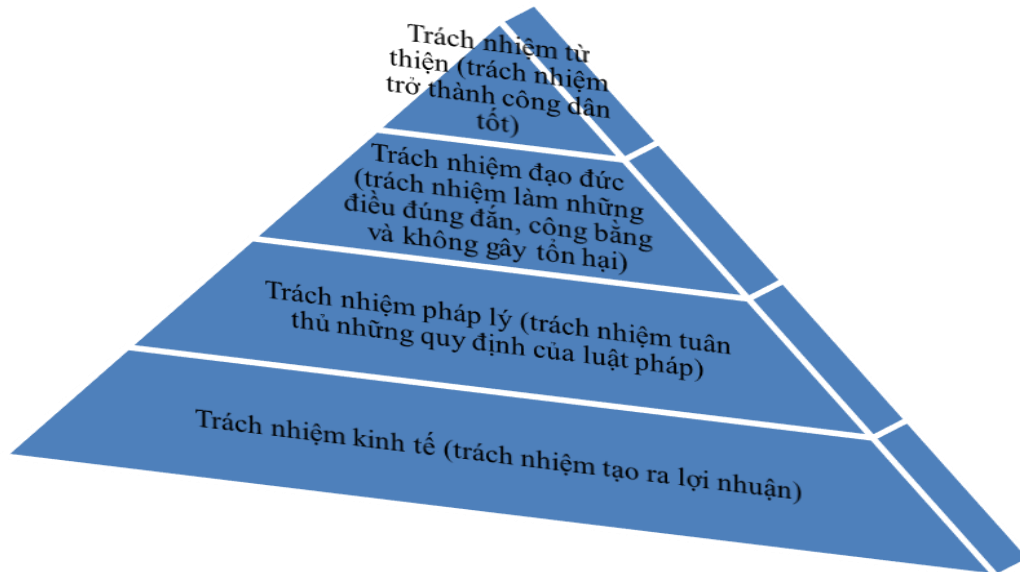 Trách nhiệm từ
thiện (trách nhiệm
trở thành công dân
tốt)
Trách nhiệm đạo đức
(trách nhiệm làm những
điều đúng đắn, công bằng
và không gây tổn hại)
Trách nhiệm pháp lý (trách nhiệm tuân
thủ những quy định của luật pháp)
Trách nhiệm kinh tế (trách nhiệm tạo ra lợi nhuận)